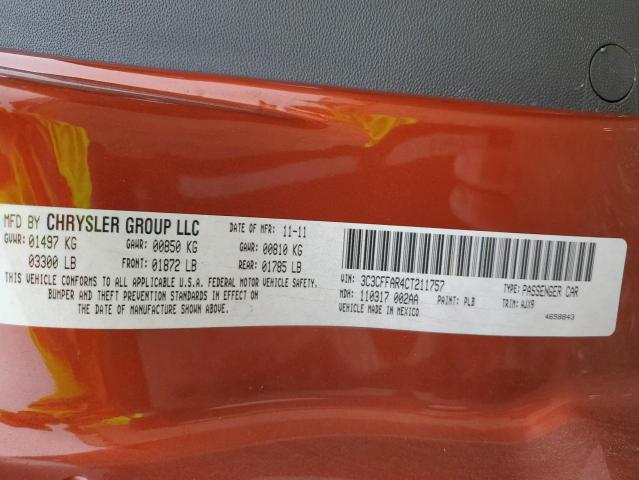 MFD BY CHRYSLER GROUP LLC DATE OF MFR: 11-11
GVWR: 01497 KG GAWR: 00850 KG GAWR: 00810 KG
03300 LB FRONT: 01872 LB REAR: 01785 LB
THIS VEHICLE CONFORMS TO ALL APPLICABLE U.S.A. FEDERAL MOTOR VEHICLE SAFETY,
BUMPER AND THEFT PREVENTION STANDARDS IN EFFECT ON
THE DATE OF MANUFACTURE SHOWN ABOVE.
VIN: 3C3CFFAR4CT211757 TYPE: PASSENGER CAR
MDH: 110317 002AA PAINT: PLB TRIM: AJX9
VEHICLE MADE IN MEXICO 4658843